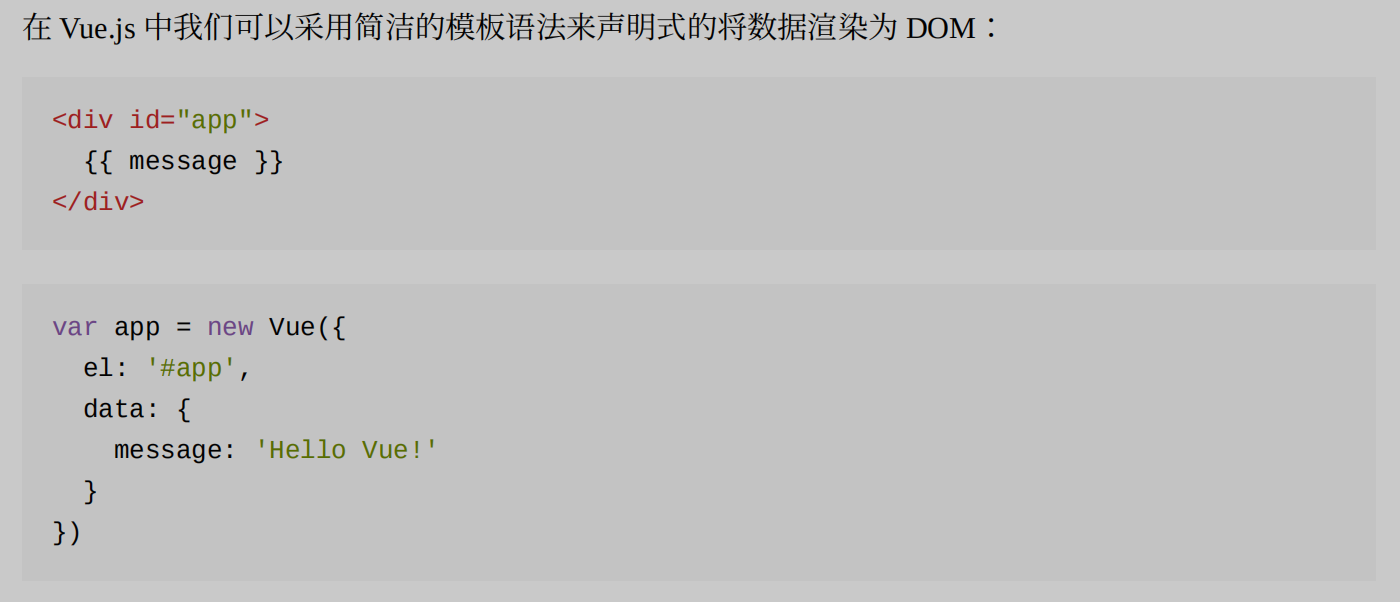 在 Vue.js 中我们可以采用简洁的模板语法来声明式的将数据渲染为 DOM：
<div id="app">
  {{ message }}
</div>
var app = new Vue({
  el: '#app',
  data: {
    message: 'Hello Vue!'
  }
})